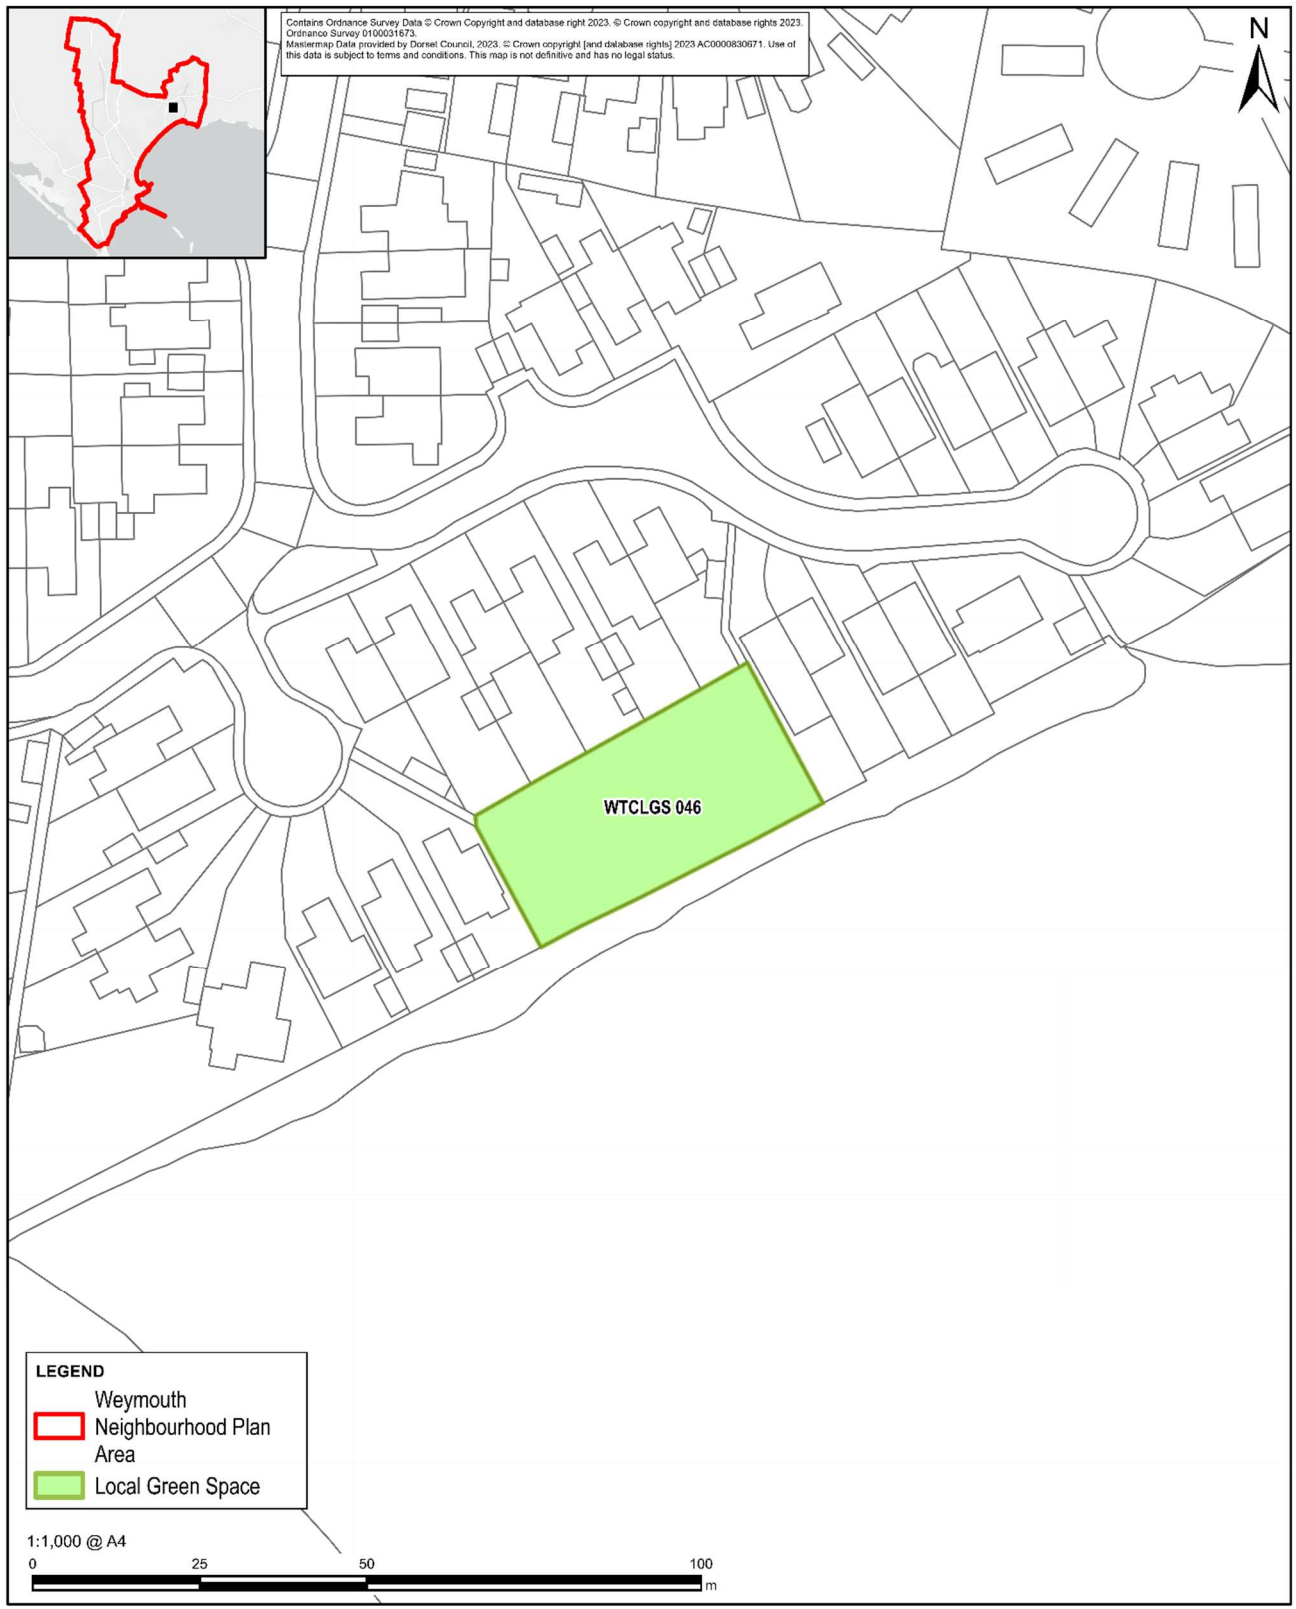 Contains Ordnance Survey Data © Crown Copyright and database right 2023. © Crown copyright and database rights 2023.
Ordnance Survey 0100031673.
Mastermap Data provided by Dorset Council, 2023. © Crown copyright [and database rights] 2023 AC0000830671. Use of
this data is subject to terms and conditions. This map is not definitive and has no legal status.
N
WTCLGS 046
LEGEND
Weymouth
Neighbourhood Plan
Area
Local Green Space
1:1,000 @ A4
0 25 50 100
m